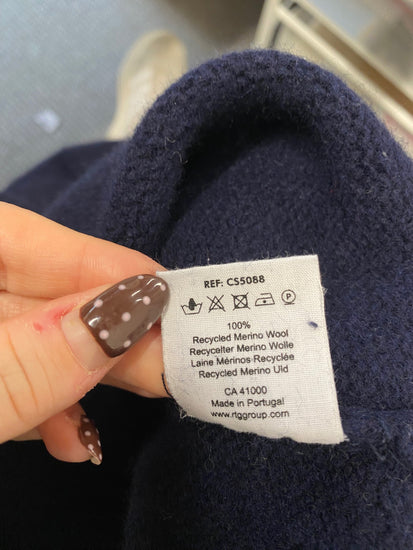 REF: CS5088
100%
Recycled Merino Wool
Recycelter Merino Wolle
Laine Mérinos Recyclée
Recycled Merino Uld
CA 41000
Made in Portugal
www.rtggroup.com